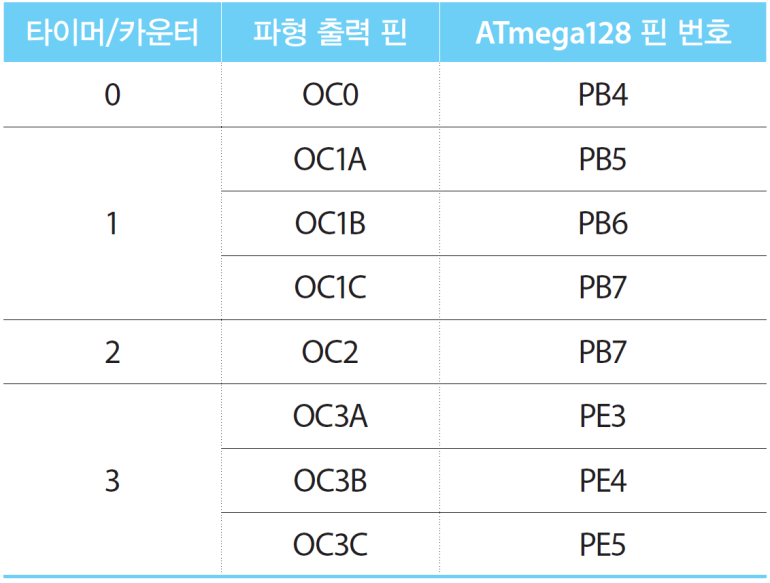 타이머/카운터 파형 출력 핀 ATmega128 핀 번호
0 OC0 PB4
1 OC1A PB5
OC1B PB6
OC1C PB7
2 OC2 PB7
3 OC3A PE3
OC3B PE4
OC3C PE5